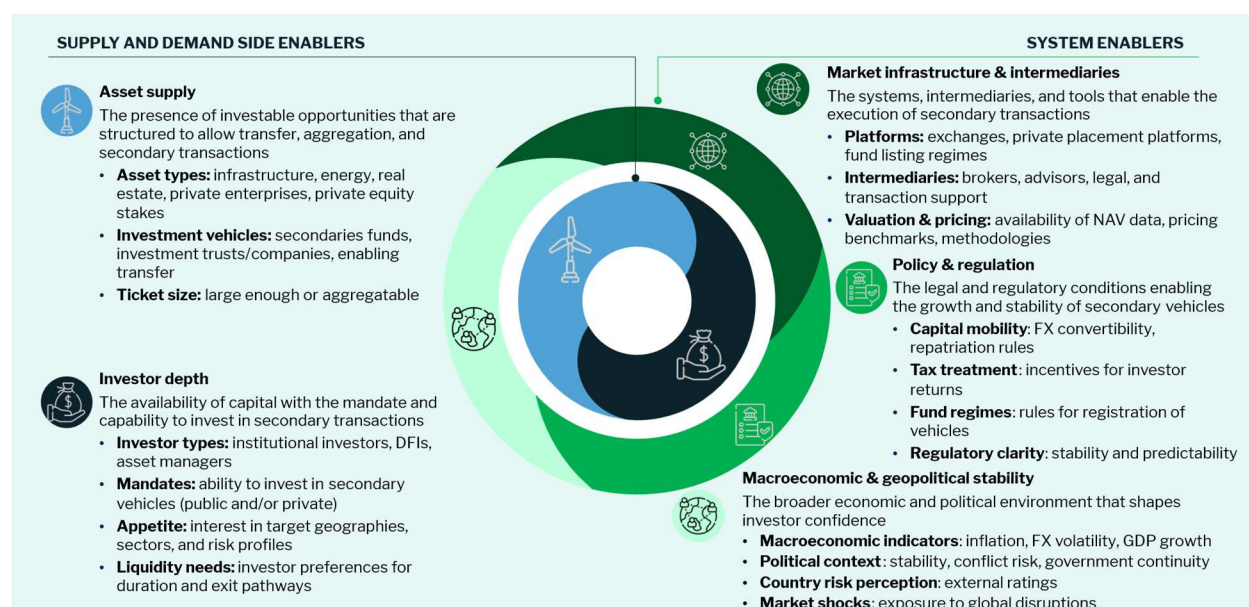 SUPPLY AND DEMAND SIDE ENABLERS
Asset supply
The presence of investable opportunities that are
structured to allow transfer, aggregation, and
secondary transactions
• Asset types: infrastructure, energy, real
estate, private enterprises, private equity
stakes
• Investment vehicles: secondaries funds,
investment trusts/companies, enabling
transfer
• Ticket size: large enough or aggregatable
Investor depth
The availability of capital with the mandate and
capability to invest in secondary transactions
• Investor types: institutional investors, DFIs,
asset managers
• Mandates: ability to invest in secondary
vehicles (public and/or private)
• Appetite: interest in target geographies,
sectors, and risk profiles
• Liquidity needs: investor preferences for
duration and exit pathways
SYSTEM ENABLERS
Market infrastructure & intermediaries
The systems, intermediaries, and tools that enable the
execution of secondary transactions
• Platforms: exchanges, private placement platforms,
fund listing regimes
• Intermediaries: brokers, advisors, legal, and
transaction support
• Valuation & pricing: availability of NAV data, pricing
benchmarks, methodologies
Policy & regulation
The legal and regulatory conditions enabling
the growth and stability of secondary vehicles
• Capital mobility: FX convertibility,
repatriation rules
• Tax treatment: incentives for investor
returns
• Fund regimes: rules for registration of
vehicles
• Regulatory clarity: stability and predictability
Macroeconomic & geopolitical stability
The broader economic and political environment that shapes
investor confidence
• Macroeconomic indicators: inflation, FX volatility, GDP growth
• Political context: stability, conflict risk, government continuity
• Country risk perception: external ratings
• Market shocks: exposure to global disruptions